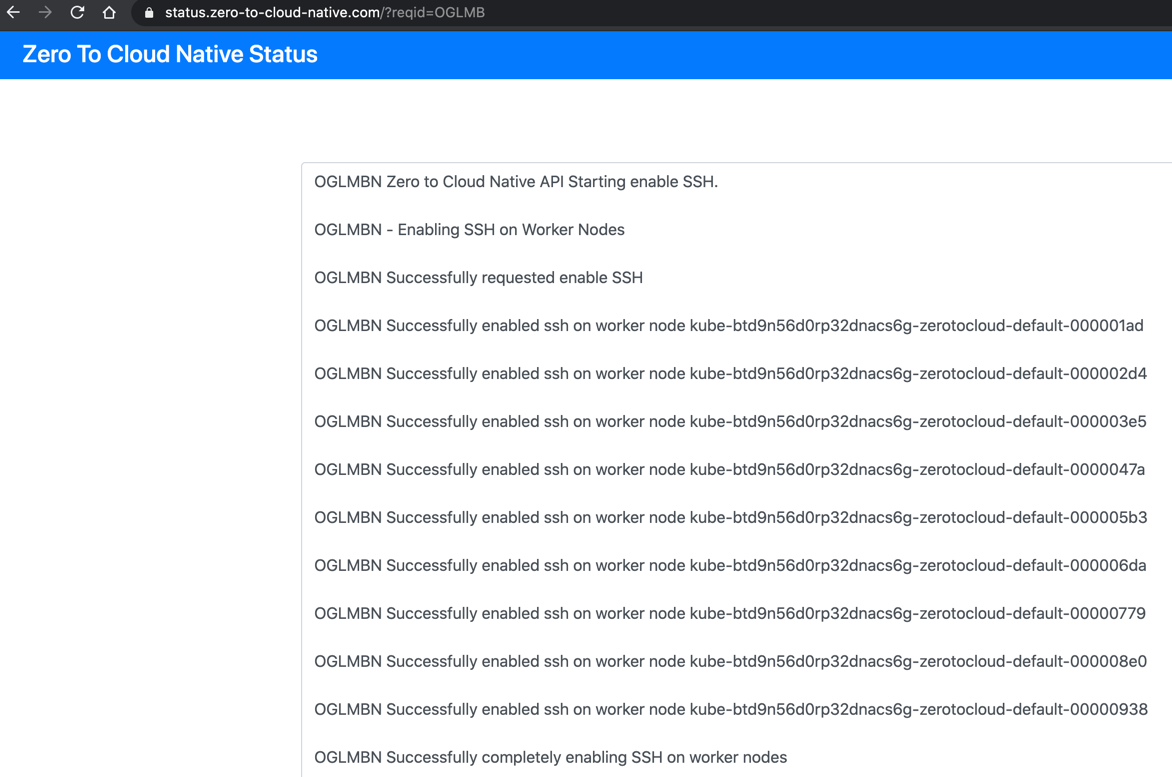 status.zero-to-cloud-native.com/?reqid=OGLMB
Zero To Cloud Native Status
OGLMBN Zero to Cloud Native API Starting enable SSH.
OGLMBN - Enabling SSH on Worker Nodes
OGLMBN Successfully requested enable SSH
OGLMBN Successfully enabled ssh on worker node kube-btd9n56d0rp32dnacs6g-zerotocloud-default-000001ad
OGLMBN Successfully enabled ssh on worker node kube-btd9n56d0rp32dnacs6g-zerotocloud-default-000002d4
OGLMBN Successfully enabled ssh on worker node kube-btd9n56d0rp32dnacs6g-zerotocloud-default-000003e5
OGLMBN Successfully enabled ssh on worker node kube-btd9n56d0rp32dnacs6g-zerotocloud-default-0000047a
OGLMBN Successfully enabled ssh on worker node kube-btd9n56d0rp32dnacs6g-zerotocloud-default-000005b3
OGLMBN Successfully enabled ssh on worker node kube-btd9n56d0rp32dnacs6g-zerotocloud-default-000006da
OGLMBN Successfully enabled ssh on worker node kube-btd9n56d0rp32dnacs6g-zerotocloud-default-00000779
OGLMBN Successfully enabled ssh on worker node kube-btd9n56d0rp32dnacs6g-zerotocloud-default-000008e0
OGLMBN Successfully enabled ssh on worker node kube-btd9n56d0rp32dnacs6g-zerotocloud-default-00000938
OGLMBN Successfully completely enabling SSH on worker nodes